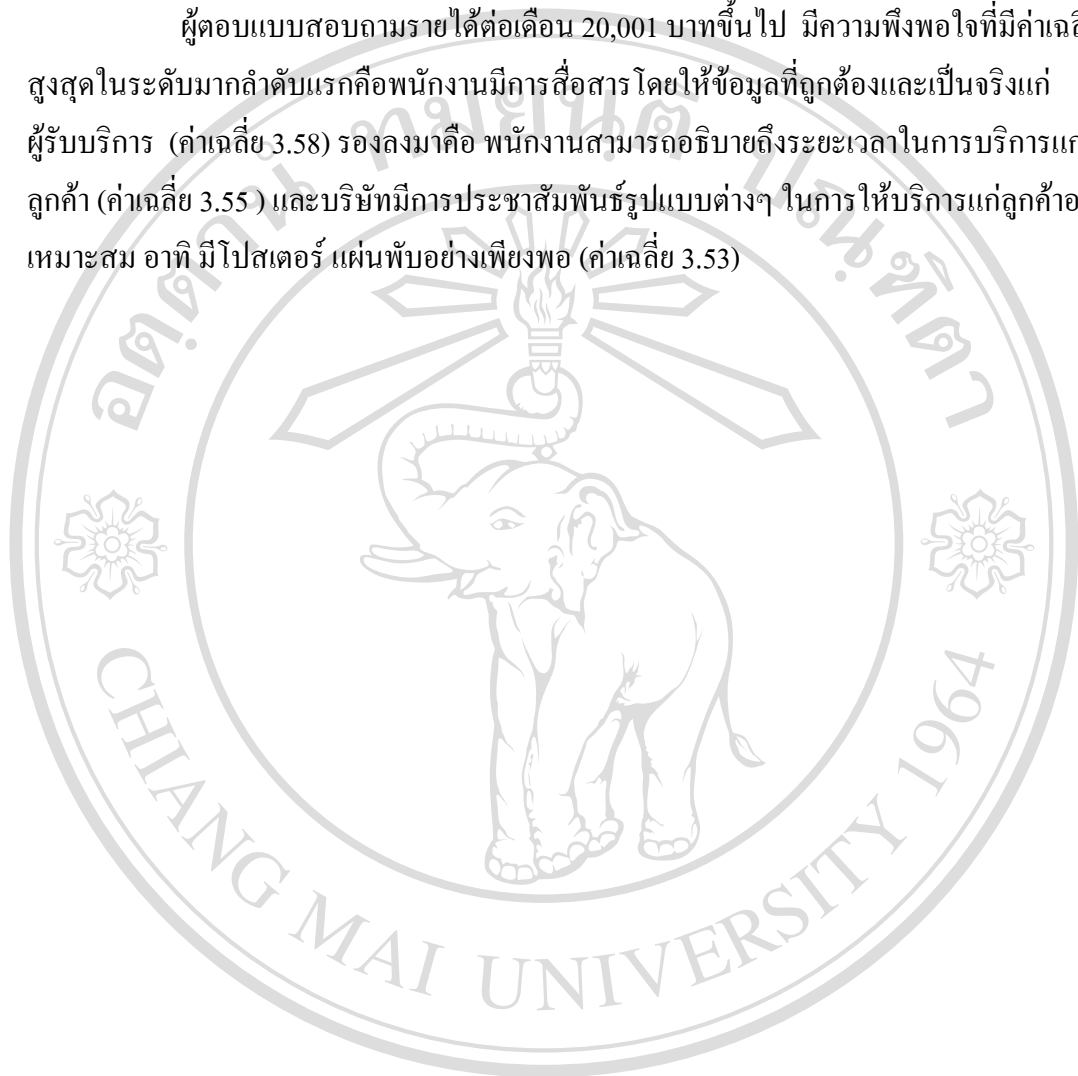 ผู้ตอบแบบสอบถามรายได้ต่อเดือน 20,001 บาทขึ้นไป มีความพึงพอใจที่มีค่าเฉลี่
สูงสุดในระดับมากลำดับแรกคือพนักงานมีการสื่อสารโดยให้ข้อมูลที่ถูกต้องและเป็นจริงแก่
ผู้รับบริการ (ค่าเฉลี่ย 3.58) รองลงมาคือ พนักงานสามารถอธิบายถึงระยะเวลาในการบริการแก่
ลูกค้า (ค่าเฉลี่ย 3.55 ) และบริษัทมีการประชาสัมพันธ์รูปแบบต่างๆ ในการให้บริการแก่ลูกค้าอ
เหมาะสม อาทิ มีโปสเตอร์ แผ่นพับอย่างเพียงพอ (ค่าเฉลี่ย 3.53)
อตฺตานํ ทมยนฺติ ปณฺฑิตา
CHIANG MAI UNIVERSITY 1964